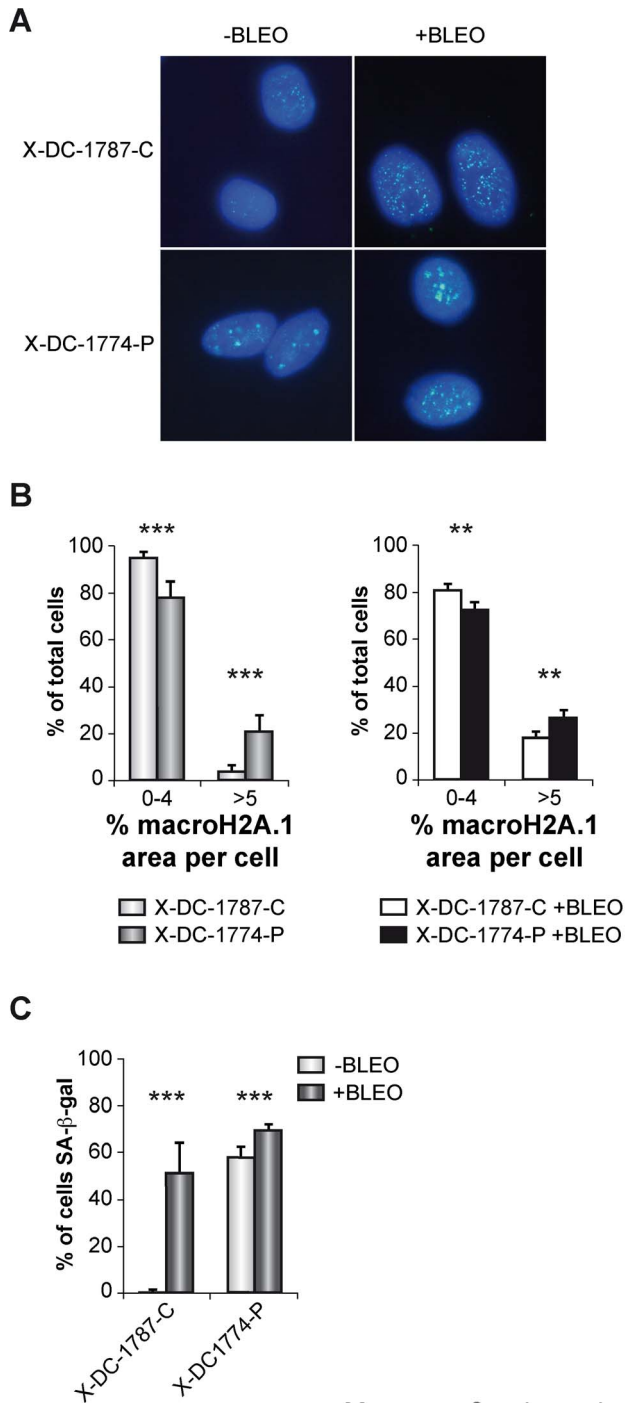 A
-BLEO +BLEO
X-DC-1787-C
X-DC-1774-P
B
*** **
100 100
80 80
60 60
40 40
20 20
0 0
% of total cells % of total cells
*** **
0-4 >5 0-4 >5
% macroH2A.1 % macroH2A.1
area per cell area per cell
X-DC-1787-C X-DC-1787-C +BLEO
X-DC-1774-P X-DC-1774-P +BLEO
C
100
80
60
40
20
0
% of cells SA-β-gal
*** ***
-BLEO
+BLEO
X-DC-1787-C
X-DC1774-P